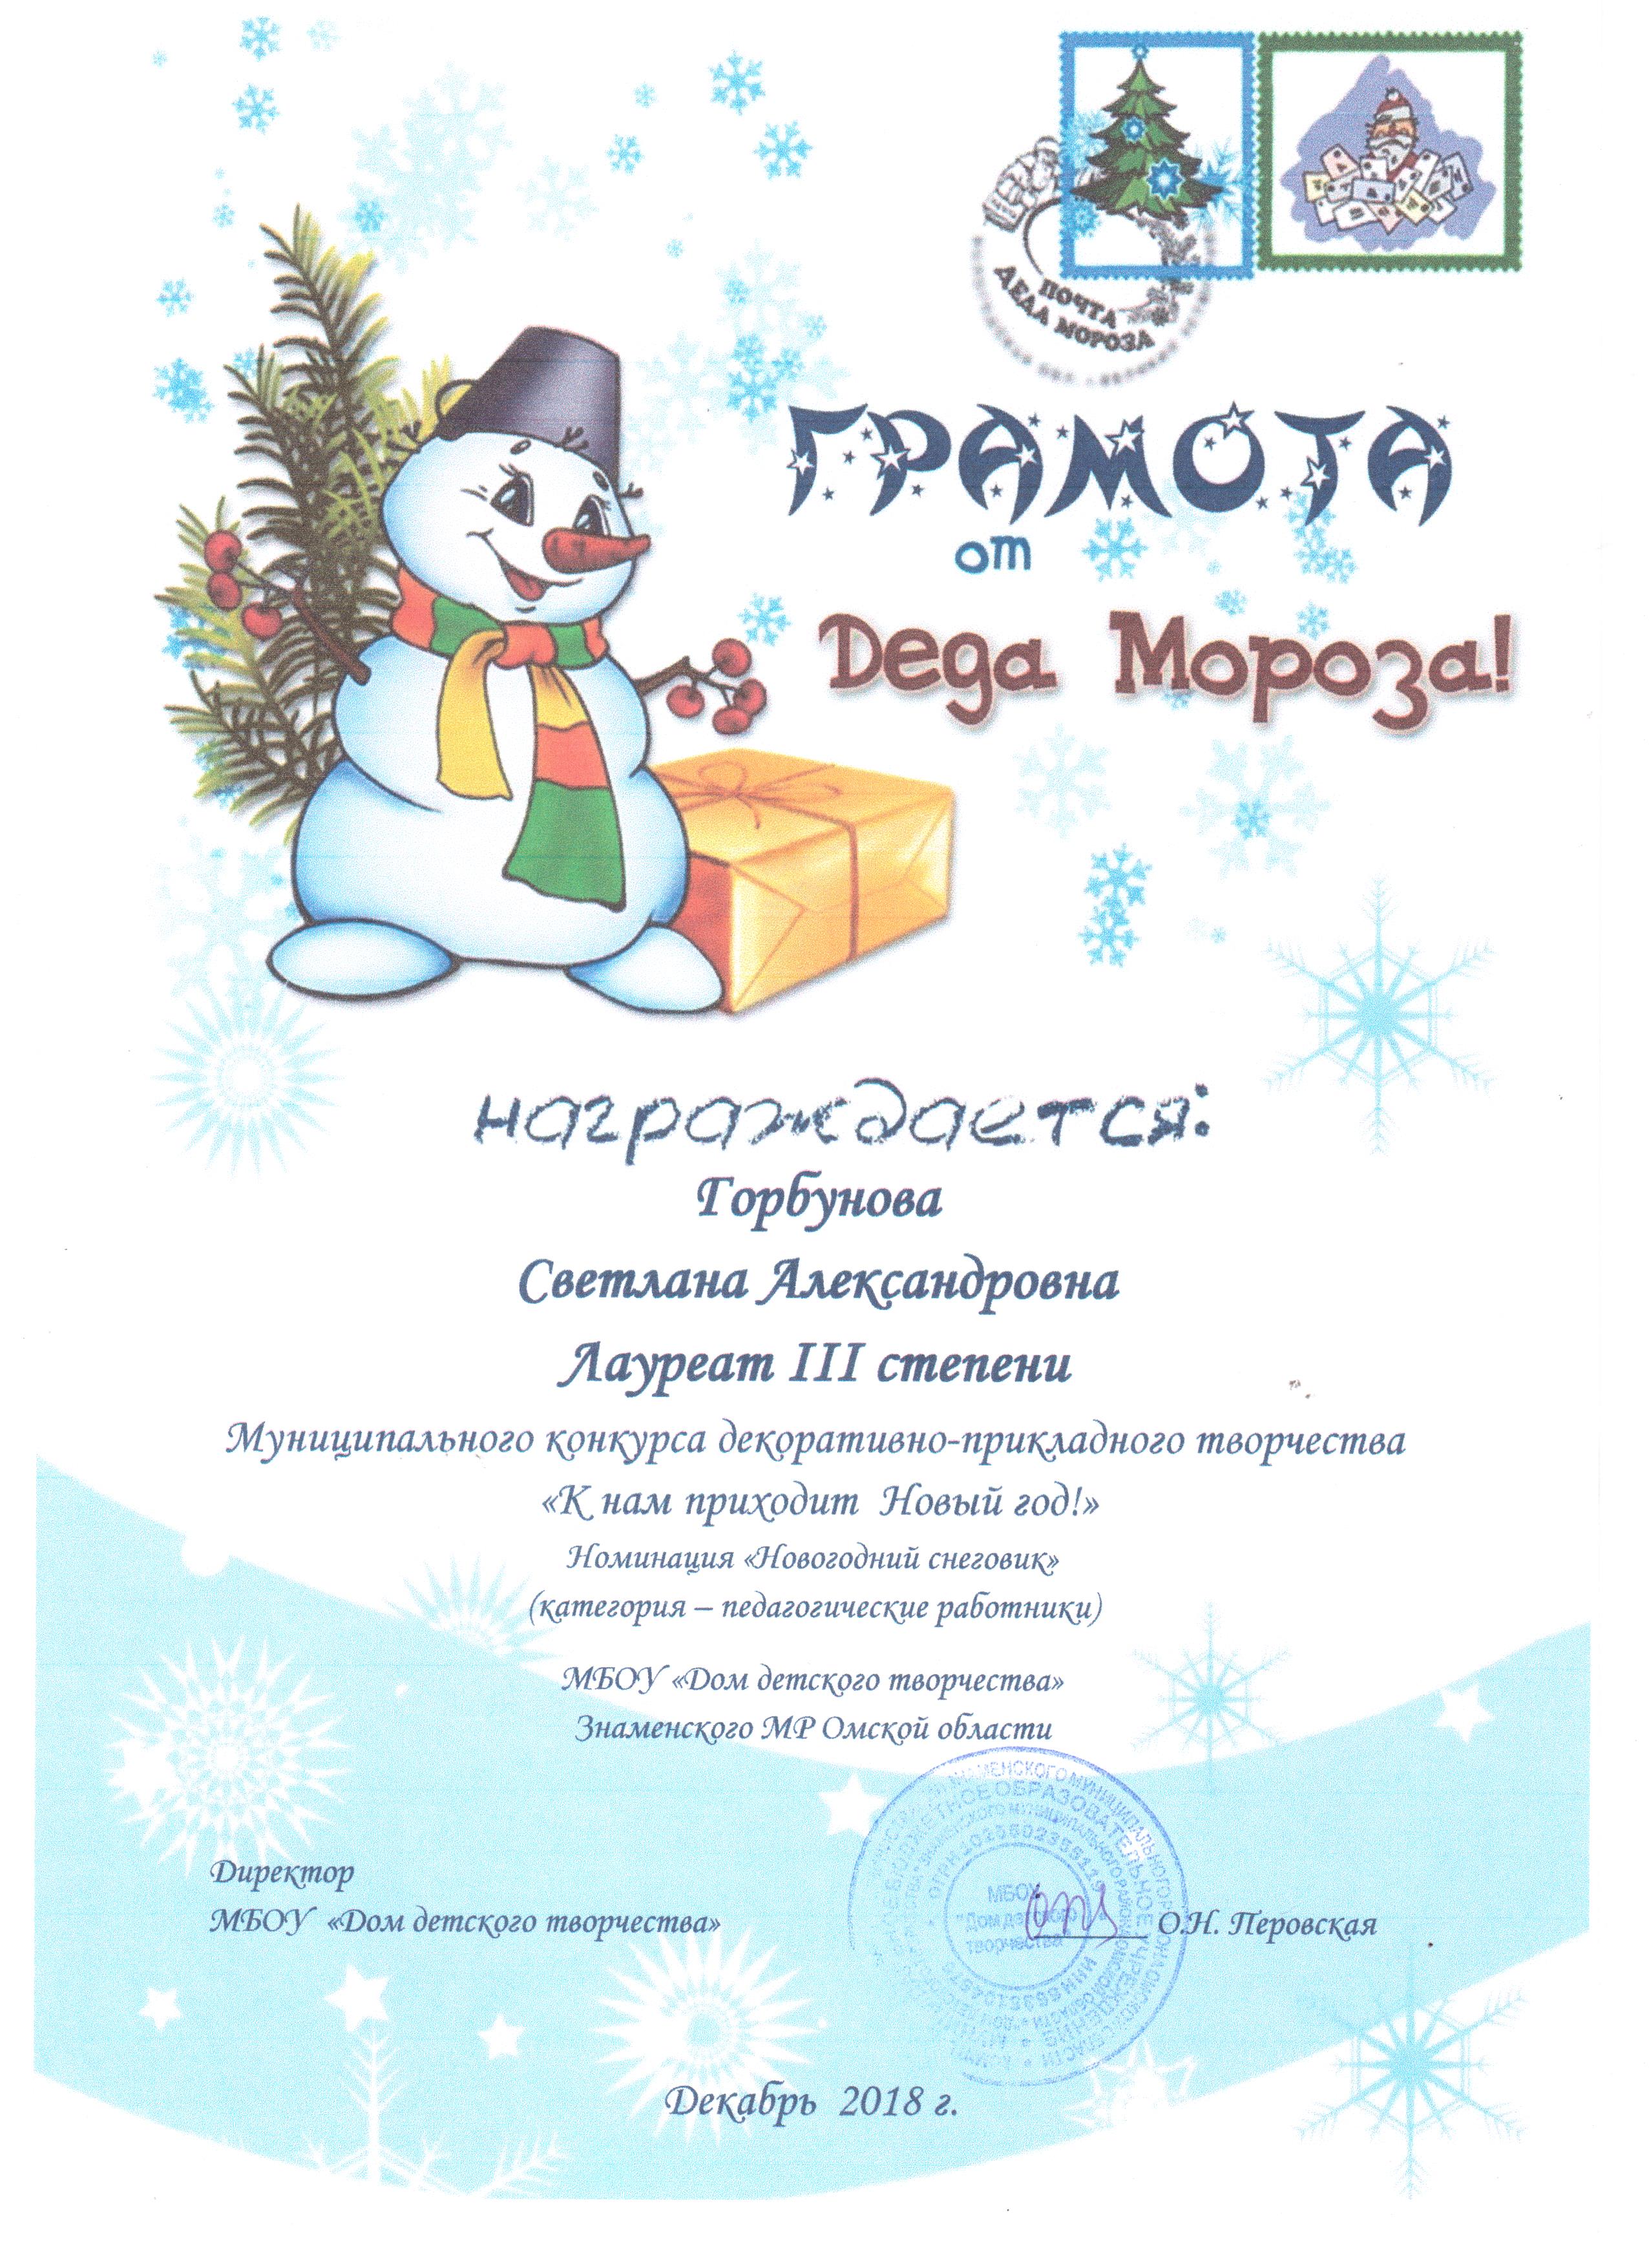 ПОЧТА
ДЕДА МОРОЗА
ГРАМОТА
от
Деда Мороза!
награждается:
Горбунова
Светлана Александровна
Лауреат III степени
Муниципального конкурса декоративно-прикладного творчества
«К нам приходит Новый год!»
Номинация «Новогодний снеговик»
(категория – педагогические работники)
МБОУ «Дом детского творчества»
Знаменского МР Омской области
Директор
МБОУ «Дом детского творчества»
О.Н. Перовская
МБОУ
"Дом детского
творчества"
Декабрь 2018 г.